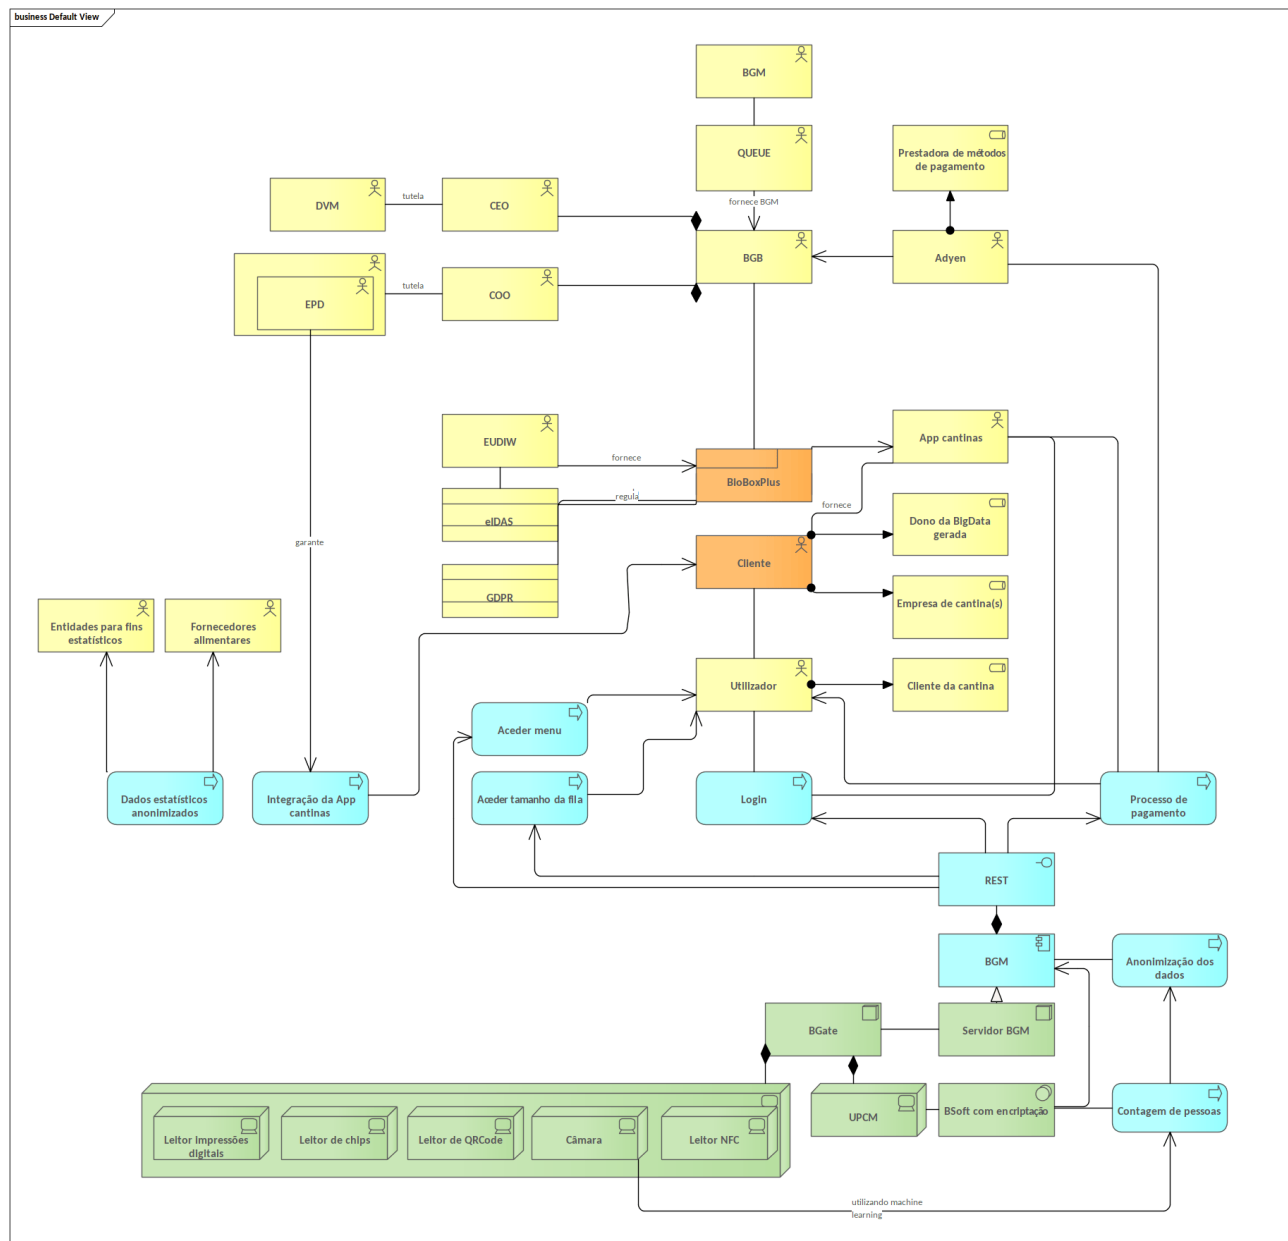 business Default View
BGM
QUEUE
Prestadora de métodos
de pagamento
DVM
tutela
CEO
fornece BGM
BGB
Adyen
EPD
tutela
COO
EUDIW
fornece
App cantinas
BioBoxPlus
regula
fornece
eIDAS
Dono da BigData
gerada
garante
Cliente
GDPR
Empresa de cantina(s)
Entidades para fins
estatísticos
Fornecedores
alimentares
Utilizador
Cliente da cantina
Aceder menu
Dados estatísticos
anonimizados
Integração da App
cantinas
Aceder tamanho da fila
Login
Processo de
pagamento
REST
BGM
Anonimização dos
dados
BGate
Servidor BGM
UPCM
BSoft com encriptação
Contagem de pessoas
Leitor impressões
digitais
Leitor de chips
Leitor de QRCode
Câmara
Leitor NFC
utilizando machine
learning